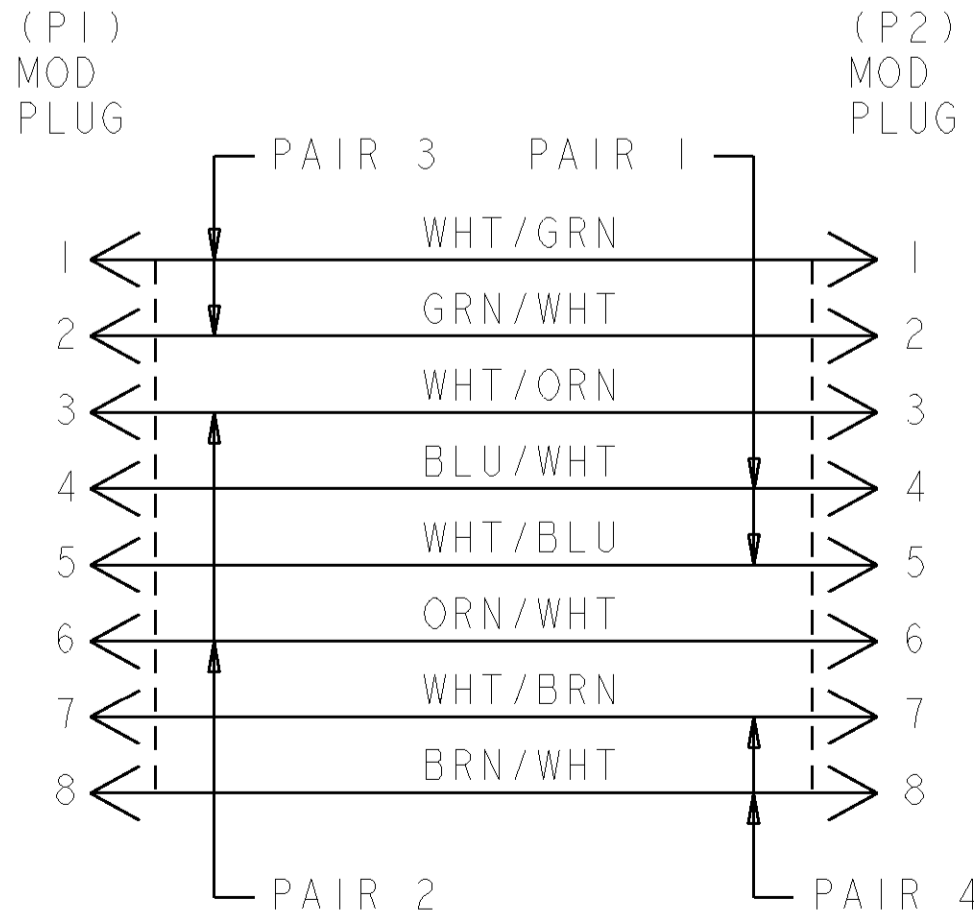 (P1)
MOD
PLUG
(P2)
MOD
PLUG
PAIR 3 PAIR 1
1 WHT/GRN 1
2 GRN/WHT 2
3 WHT/ORN 3
4 BLU/WHT 4
5 WHT/BLU 5
6 ORN/WHT 6
7 WHT/BRN 7
8 BRN/WHT 8
PAIR 2 PAIR 4